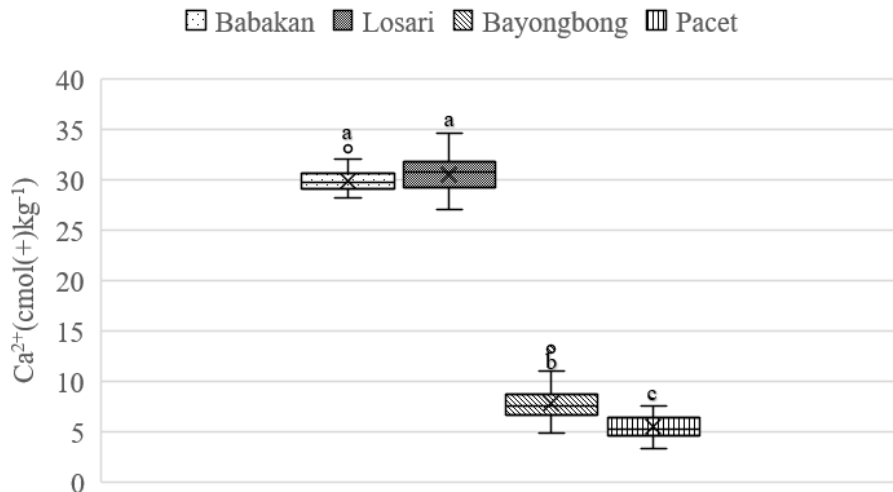 Babakan Losari Bayongbong Pacet
40
35
30
25
20
15
10
5
0
Ca²⁺(cmol(+)kg⁻¹)
a
a
b
c